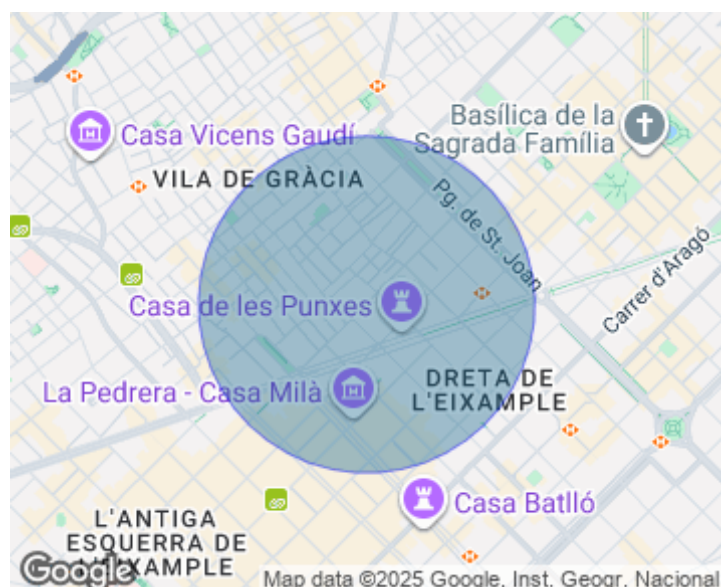 Basílica de la
Sagrada Família
Casa Vicens Gaudí
VILA DE GRÀCIA
Pg. de St. Joan
Carrer d'Aragó
Casa de les Punxes
La Pedrera - Casa Milà
DRETA DE
L'EIXAMPLE
Casa Batlló
L'ANTIGA
ESQUERRA DE
L'EIXAMPLE
Google
Map data ©2025 Google, Inst. Geogr. Nacional